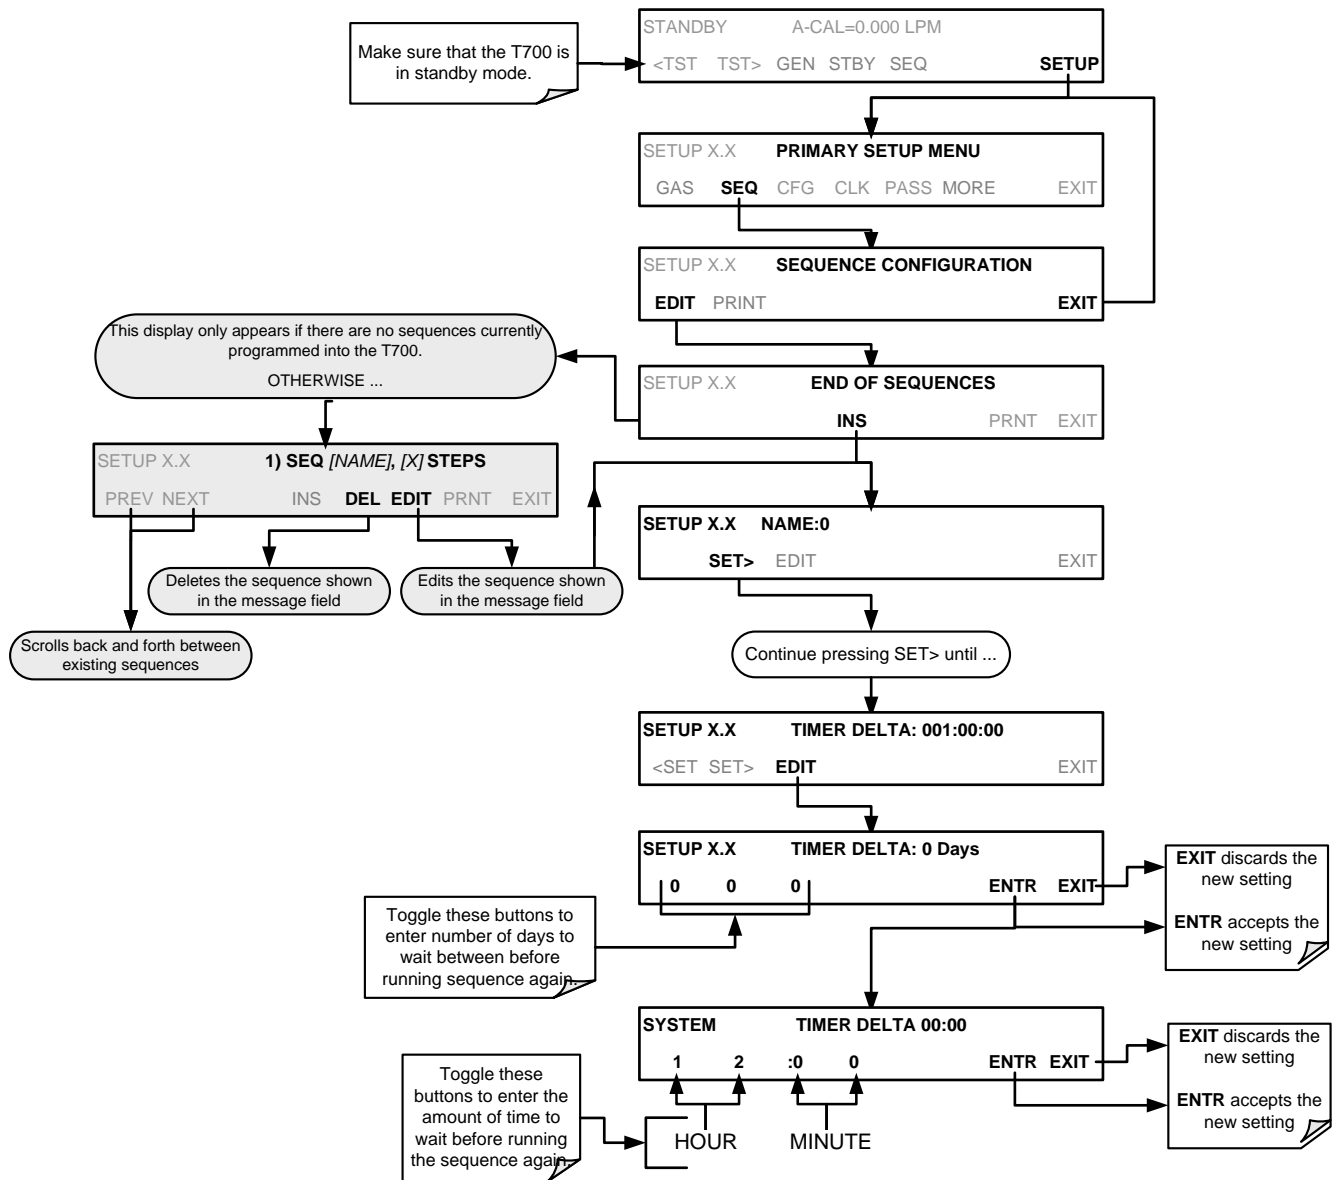 STANDBY A-CAL=0.000 LPM
<TST TST> GEN STBY SEQ SETUP
Make sure that the T700 is
in standby mode.
SETUP X.X PRIMARY SETUP MENU
GAS SEQ CFG CLK PASS MORE EXIT
SETUP X.X SEQUENCE CONFIGURATION
EDIT PRINT EXIT
This display only appears if there are no sequences currently
programmed into the T700.
OTHERWISE ...
SETUP X.X END OF SEQUENCES
INS PRNT EXIT
SETUP X.X 1) SEQ [NAME], [X] STEPS
PREV NEXT INS DEL EDIT PRNT EXIT
Deletes the sequence shown
in the message field
Edits the sequence shown
in the message field
Scrolls back and forth between
existing sequences
SETUP X.X NAME:0
SET> EDIT EXIT
Continue pressing SET> until ...
SETUP X.X TIMER DELTA: 001:00:00
<SET SET> EDIT EXIT
SETUP X.X TIMER DELTA: 0 Days
0 0 0 ENTR EXIT
EXIT discards the
new setting
ENTR accepts the
new setting
Toggle these buttons to
enter number of days to
wait between before
running sequence again.
SYSTEM TIMER DELTA 00:00
1 2 :0 0 ENTR EXIT
EXIT discards the
new setting
ENTR accepts the
new setting
Toggle these
buttons to enter the
amount of time to
wait before running
the sequence again.
HOUR MINUTE